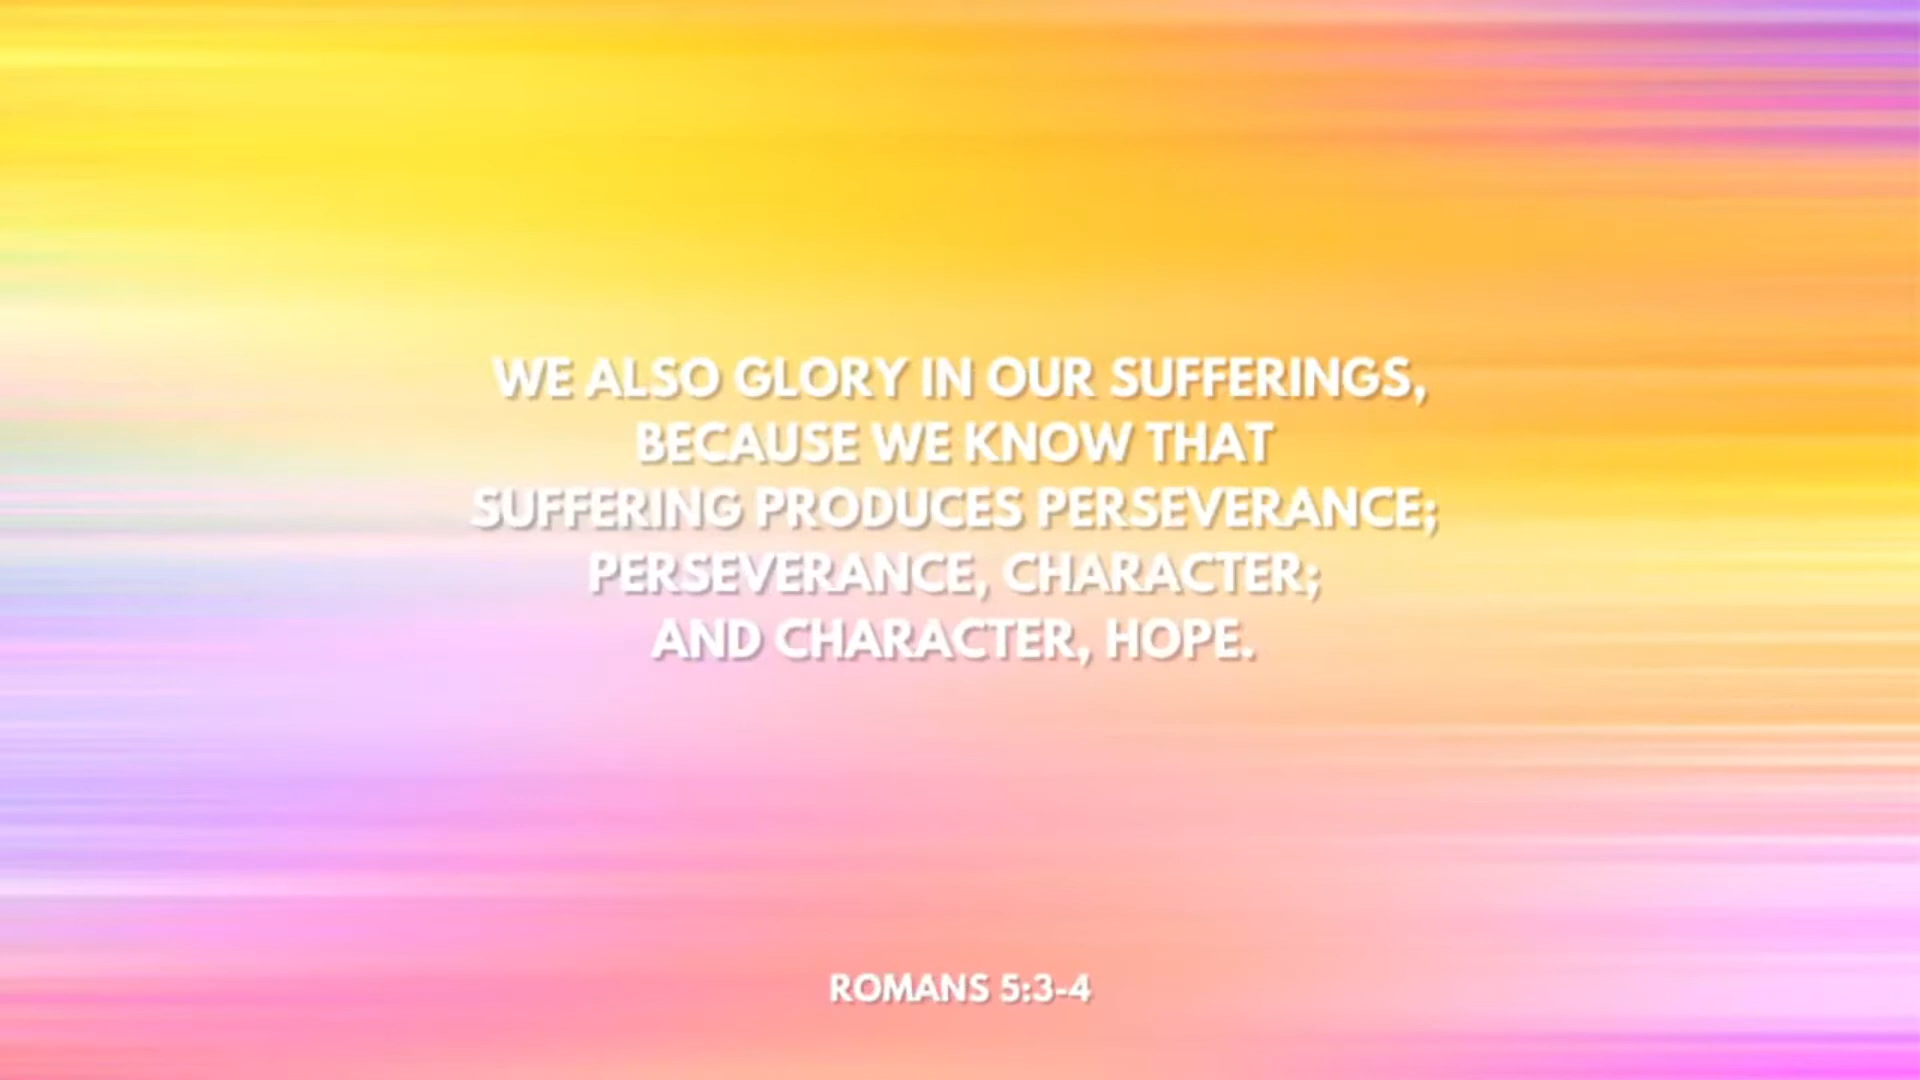 WE ALSO GLORY IN OUR SUFFERINGS,
BECAUSE WE KNOW THAT
SUFFERING PRODUCES PERSEVERANCE;
PERSEVERANCE, CHARACTER;
AND CHARACTER, HOPE.
ROMANS 5:3-4